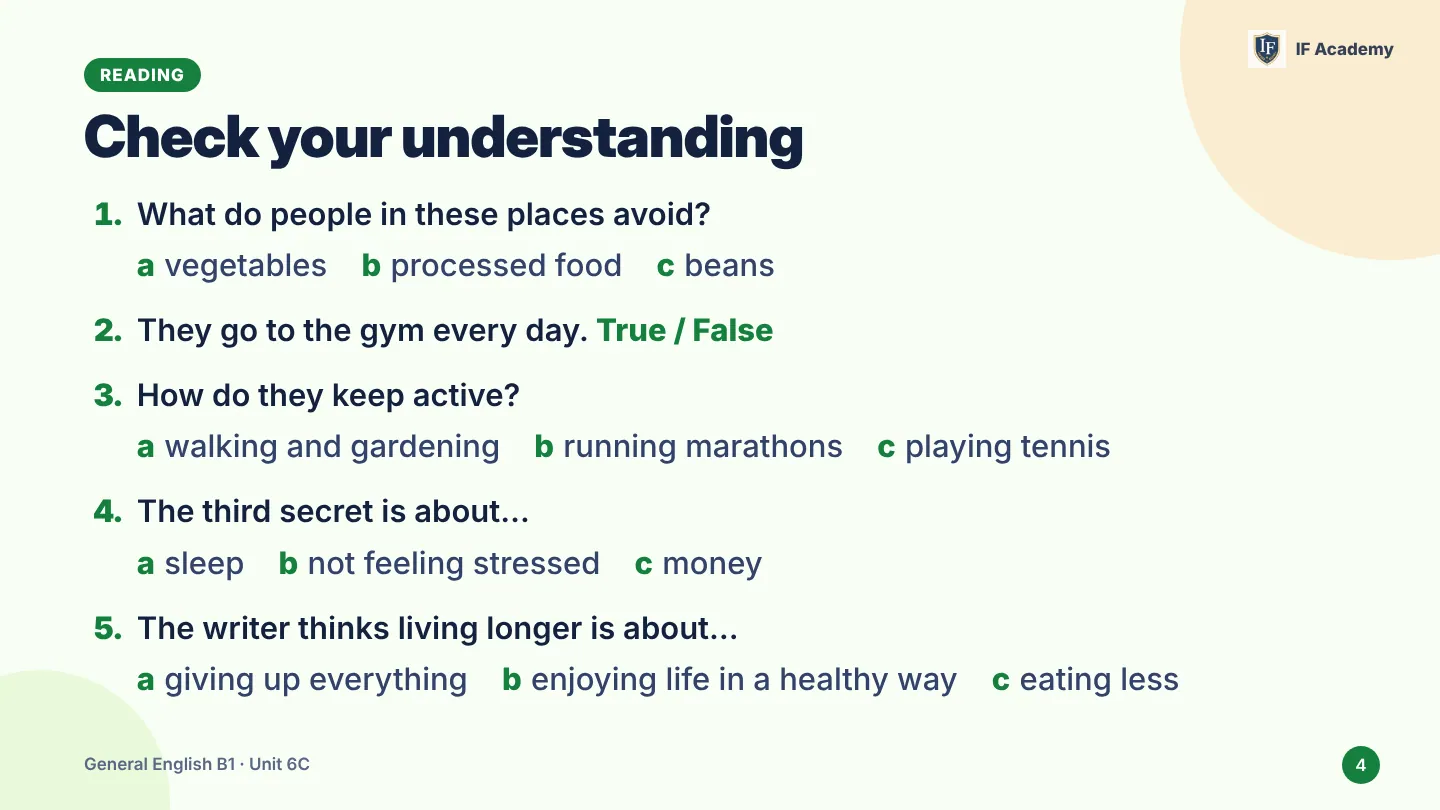 IF
IF Academy
READING
Check your understanding
1. What do people in these places avoid?
a vegetables b processed food c beans
2. They go to the gym every day. True / False
3. How do they keep active?
a walking and gardening b running marathons c playing tennis
4. The third secret is about...
a sleep b not feeling stressed c money
5. The writer thinks living longer is about...
a giving up everything b enjoying life in a healthy way c eating less
General English B1 · Unit 6C
4